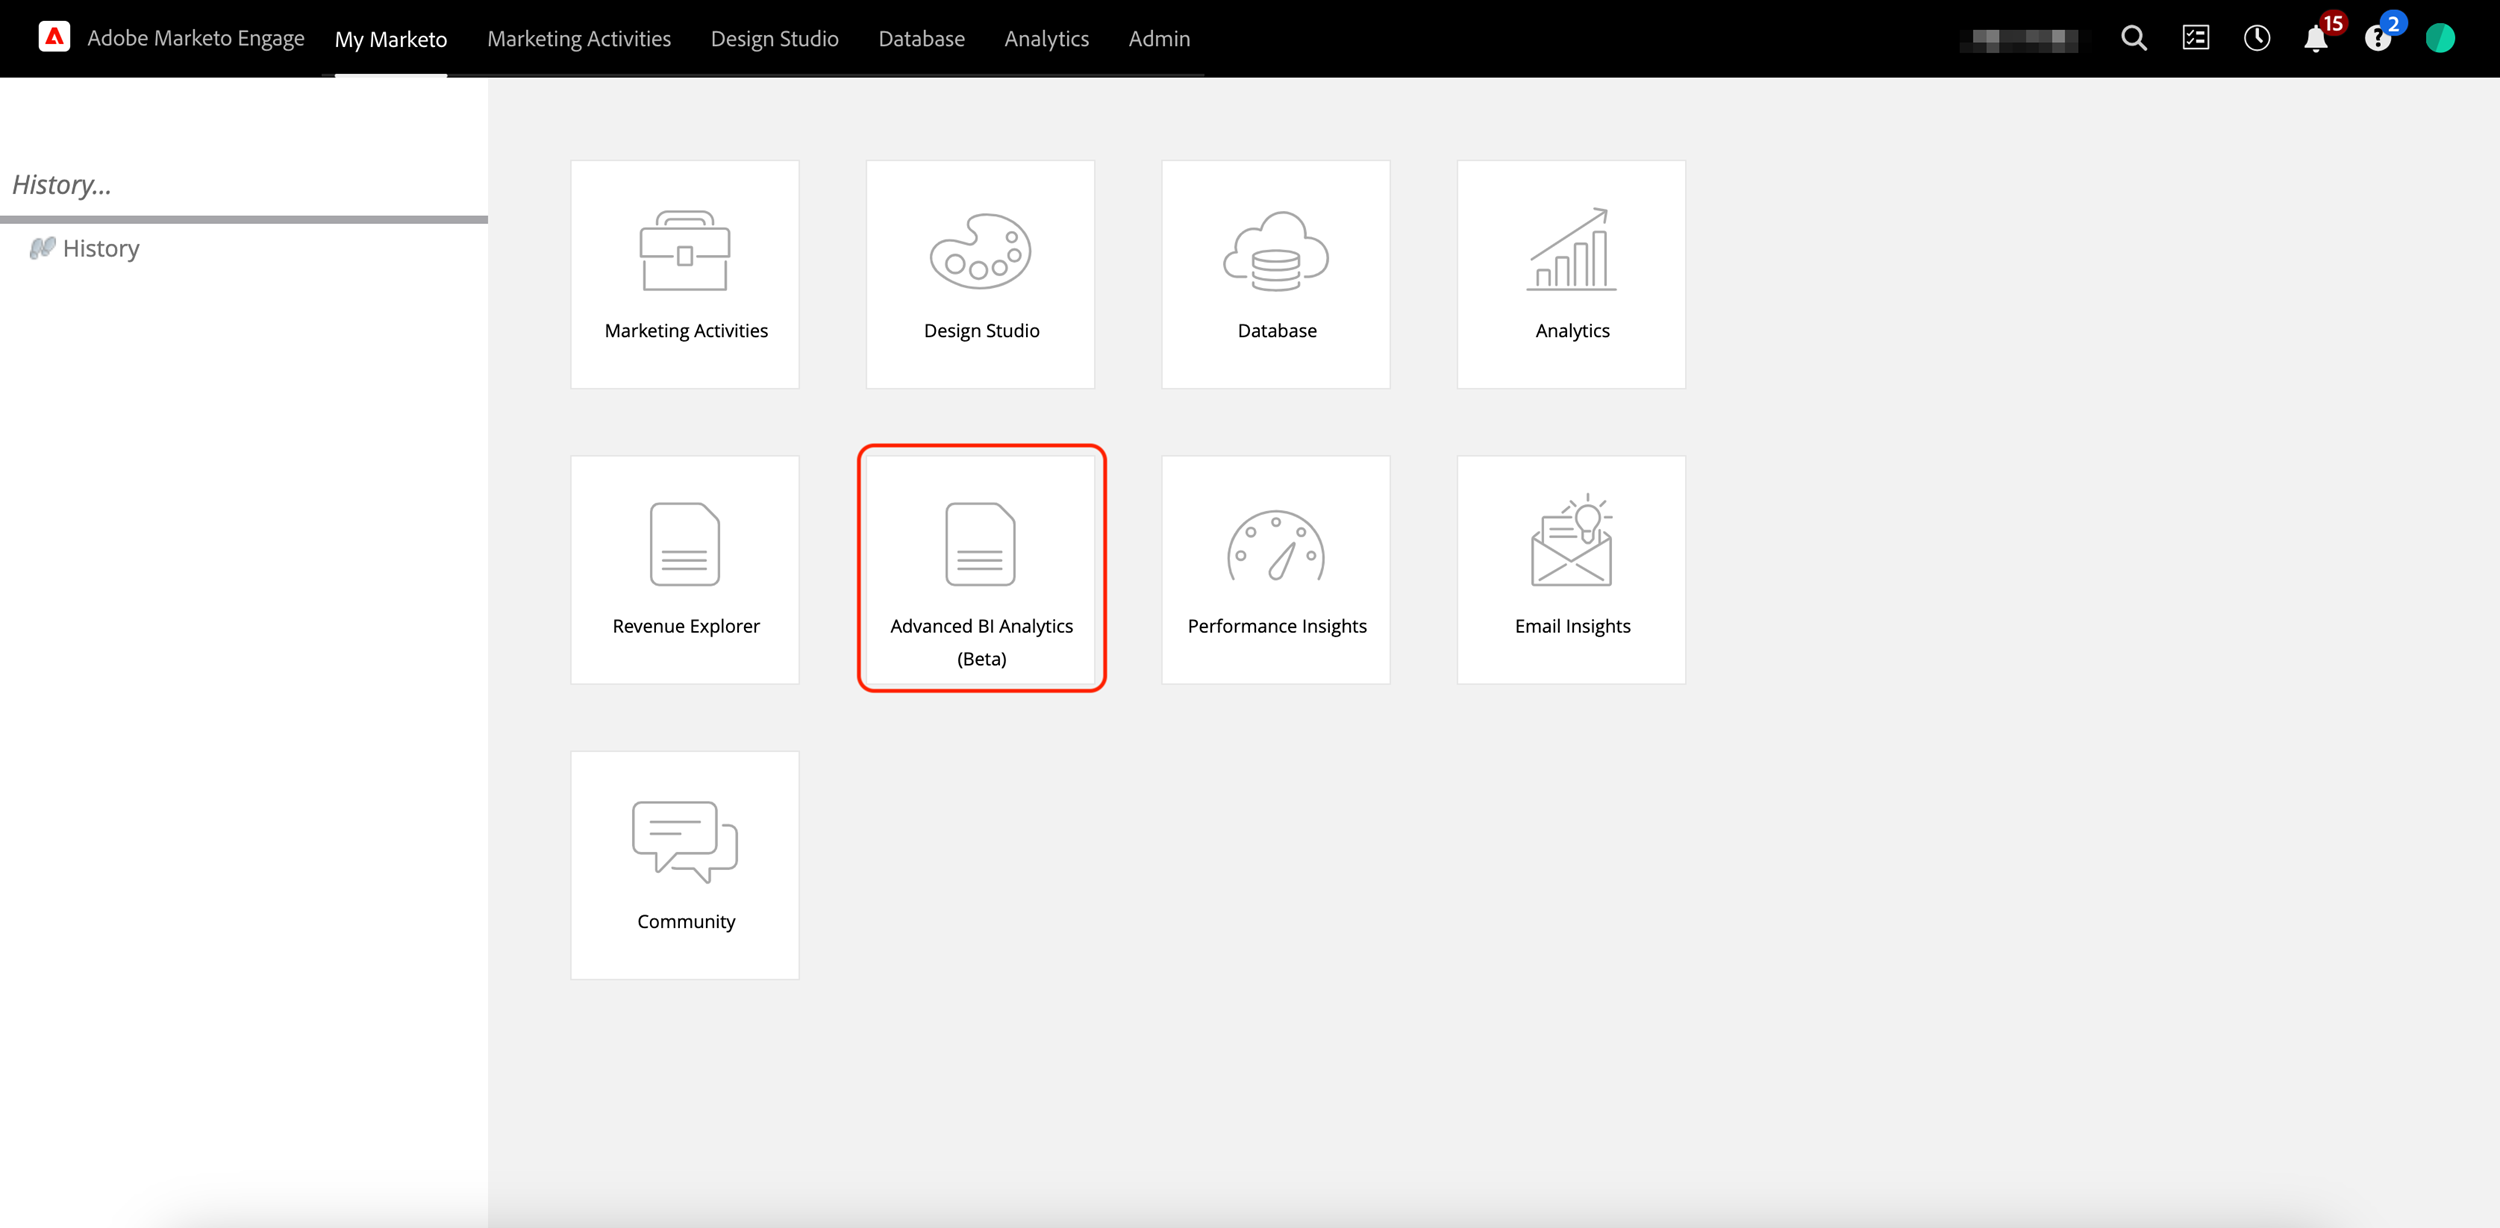 Adobe Marketo Engage My Marketo Marketing Activities Design Studio Database Analytics Admin 15 ? 2
History...
History
Marketing Activities Design Studio Database Analytics
Revenue Explorer Advanced BI Analytics Performance Insights Email Insights
(Beta)
Community